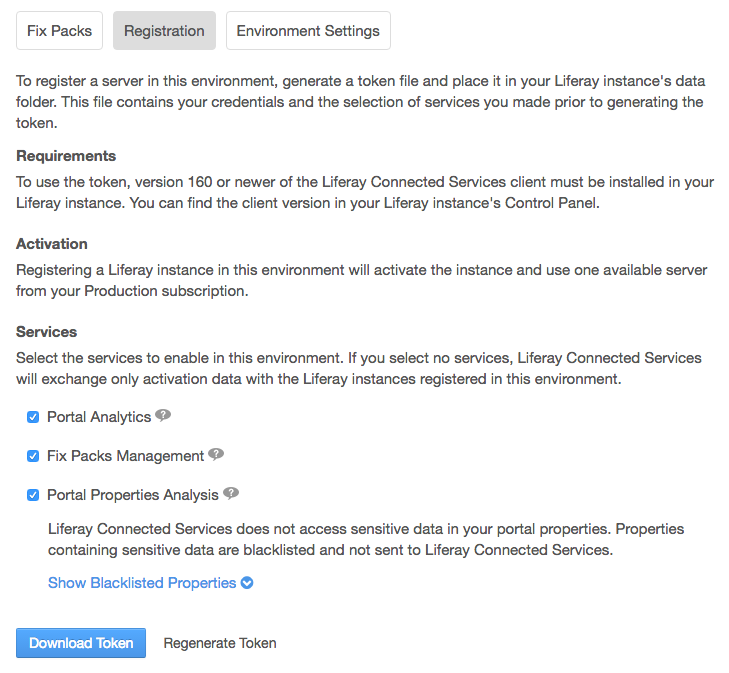 Fix Packs Registration Environment Settings
To register a server in this environment, generate a token file and place it in your Liferay instance's data
folder. This file contains your credentials and the selection of services you made prior to generating the
token.
Requirements
To use the token, version 160 or newer of the Liferay Connected Services client must be installed in your
Liferay instance. You can find the client version in your Liferay instance's Control Panel.
Activation
Registering a Liferay instance in this environment will activate the instance and use one available server
from your Production subscription.
Services
Select the services to enable in this environment. If you select no services, Liferay Connected Services
will exchange only activation data with the Liferay instances registered in this environment.
Portal Analytics ?
Fix Packs Management ?
Portal Properties Analysis ?
Liferay Connected Services does not access sensitive data in your portal properties. Properties
containing sensitive data are blacklisted and not sent to Liferay Connected Services.
Show Blacklisted Properties
Download Token Regenerate Token